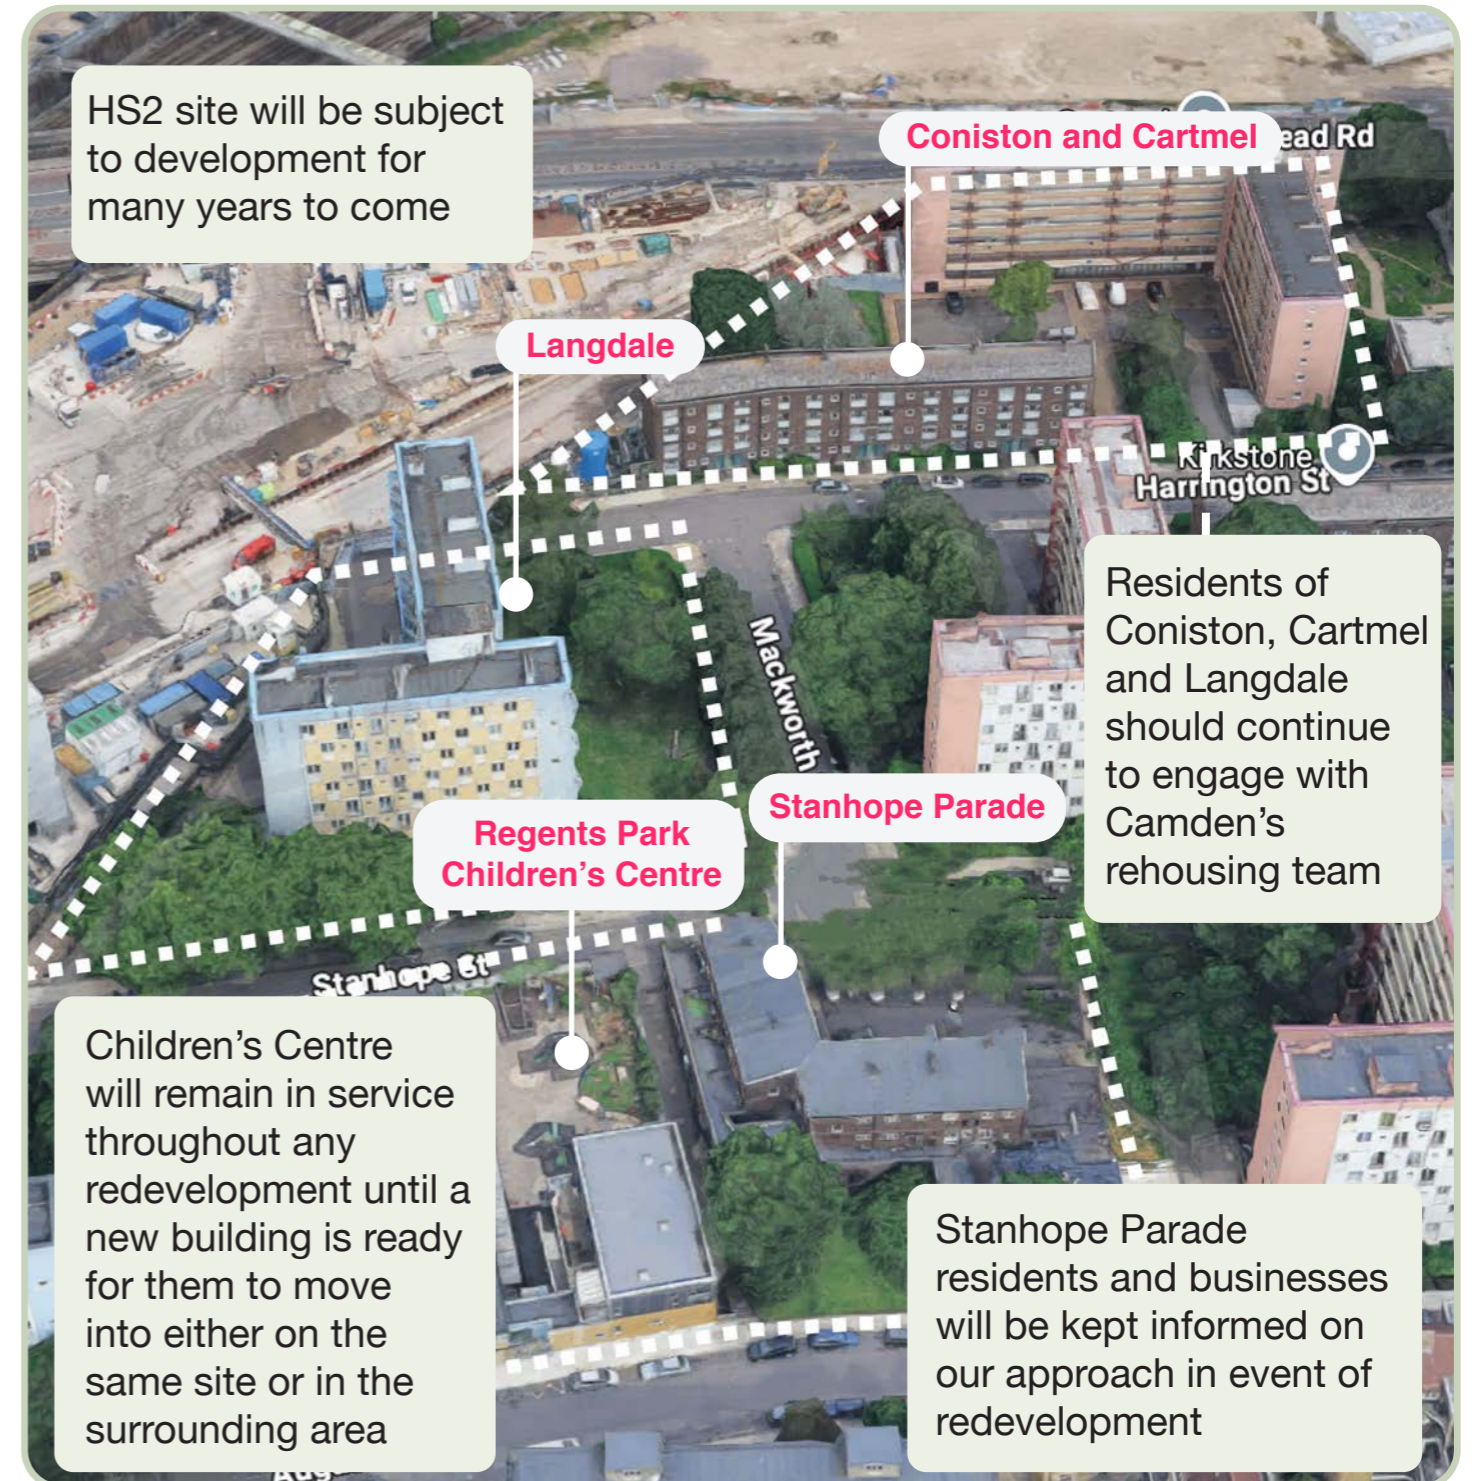 HS2 site will be subject
to development for
many years to come
Coniston and Cartmel
ead Rd
Langdale
Kirkstone
Harrington St
Residents of
Coniston, Cartmel
and Langdale
should continue
to engage with
Camden’s
rehousing team
Mackworth
Stanhope Parade
Regents Park
Children’s Centre
Stanhope St
Children’s Centre
will remain in service
throughout any
redevelopment until a
new building is ready
for them to move
into either on the
same site or in the
surrounding area
Stanhope Parade
residents and businesses
will be kept informed on
our approach in event of
redevelopment